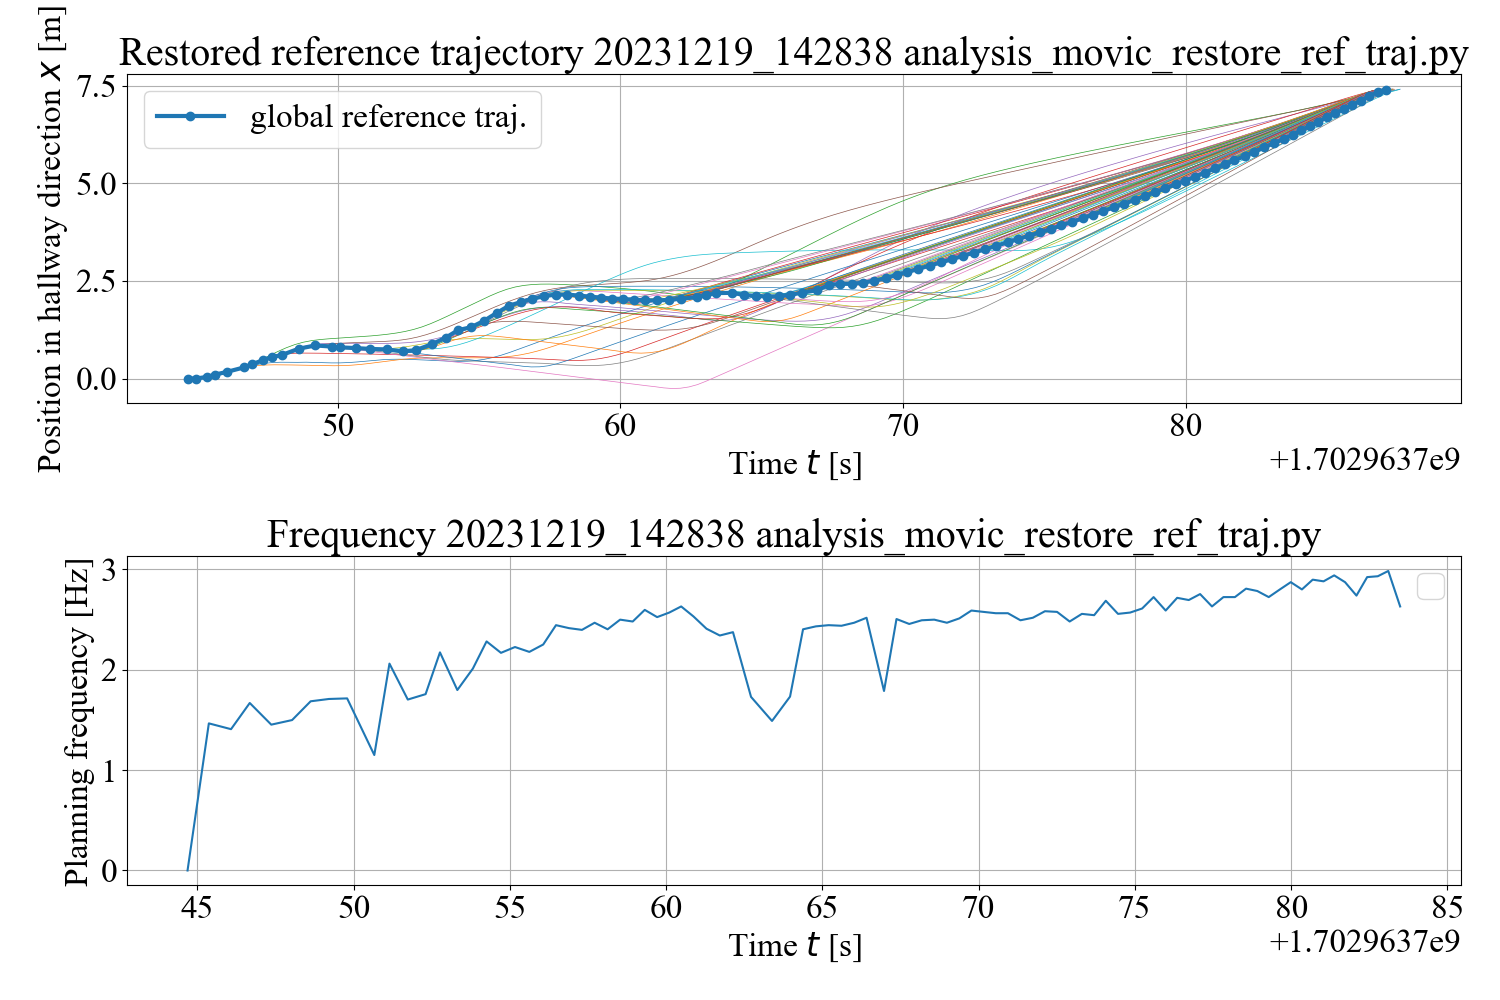 Restored reference trajectory 20231219_142838 analysis_movic_restore_ref_traj.py
Position in hallway direction x [m]
7.5
5.0
2.5
0.0
global reference traj.
50 60 70 80
Time t [s]
+1.7029637e9
Frequency 20231219_142838 analysis_movic_restore_ref_traj.py
Planning frequency [Hz]
3
2
1
0
45 50 55 60 65 70 75 80 85
Time t [s]
+1.7029637e9